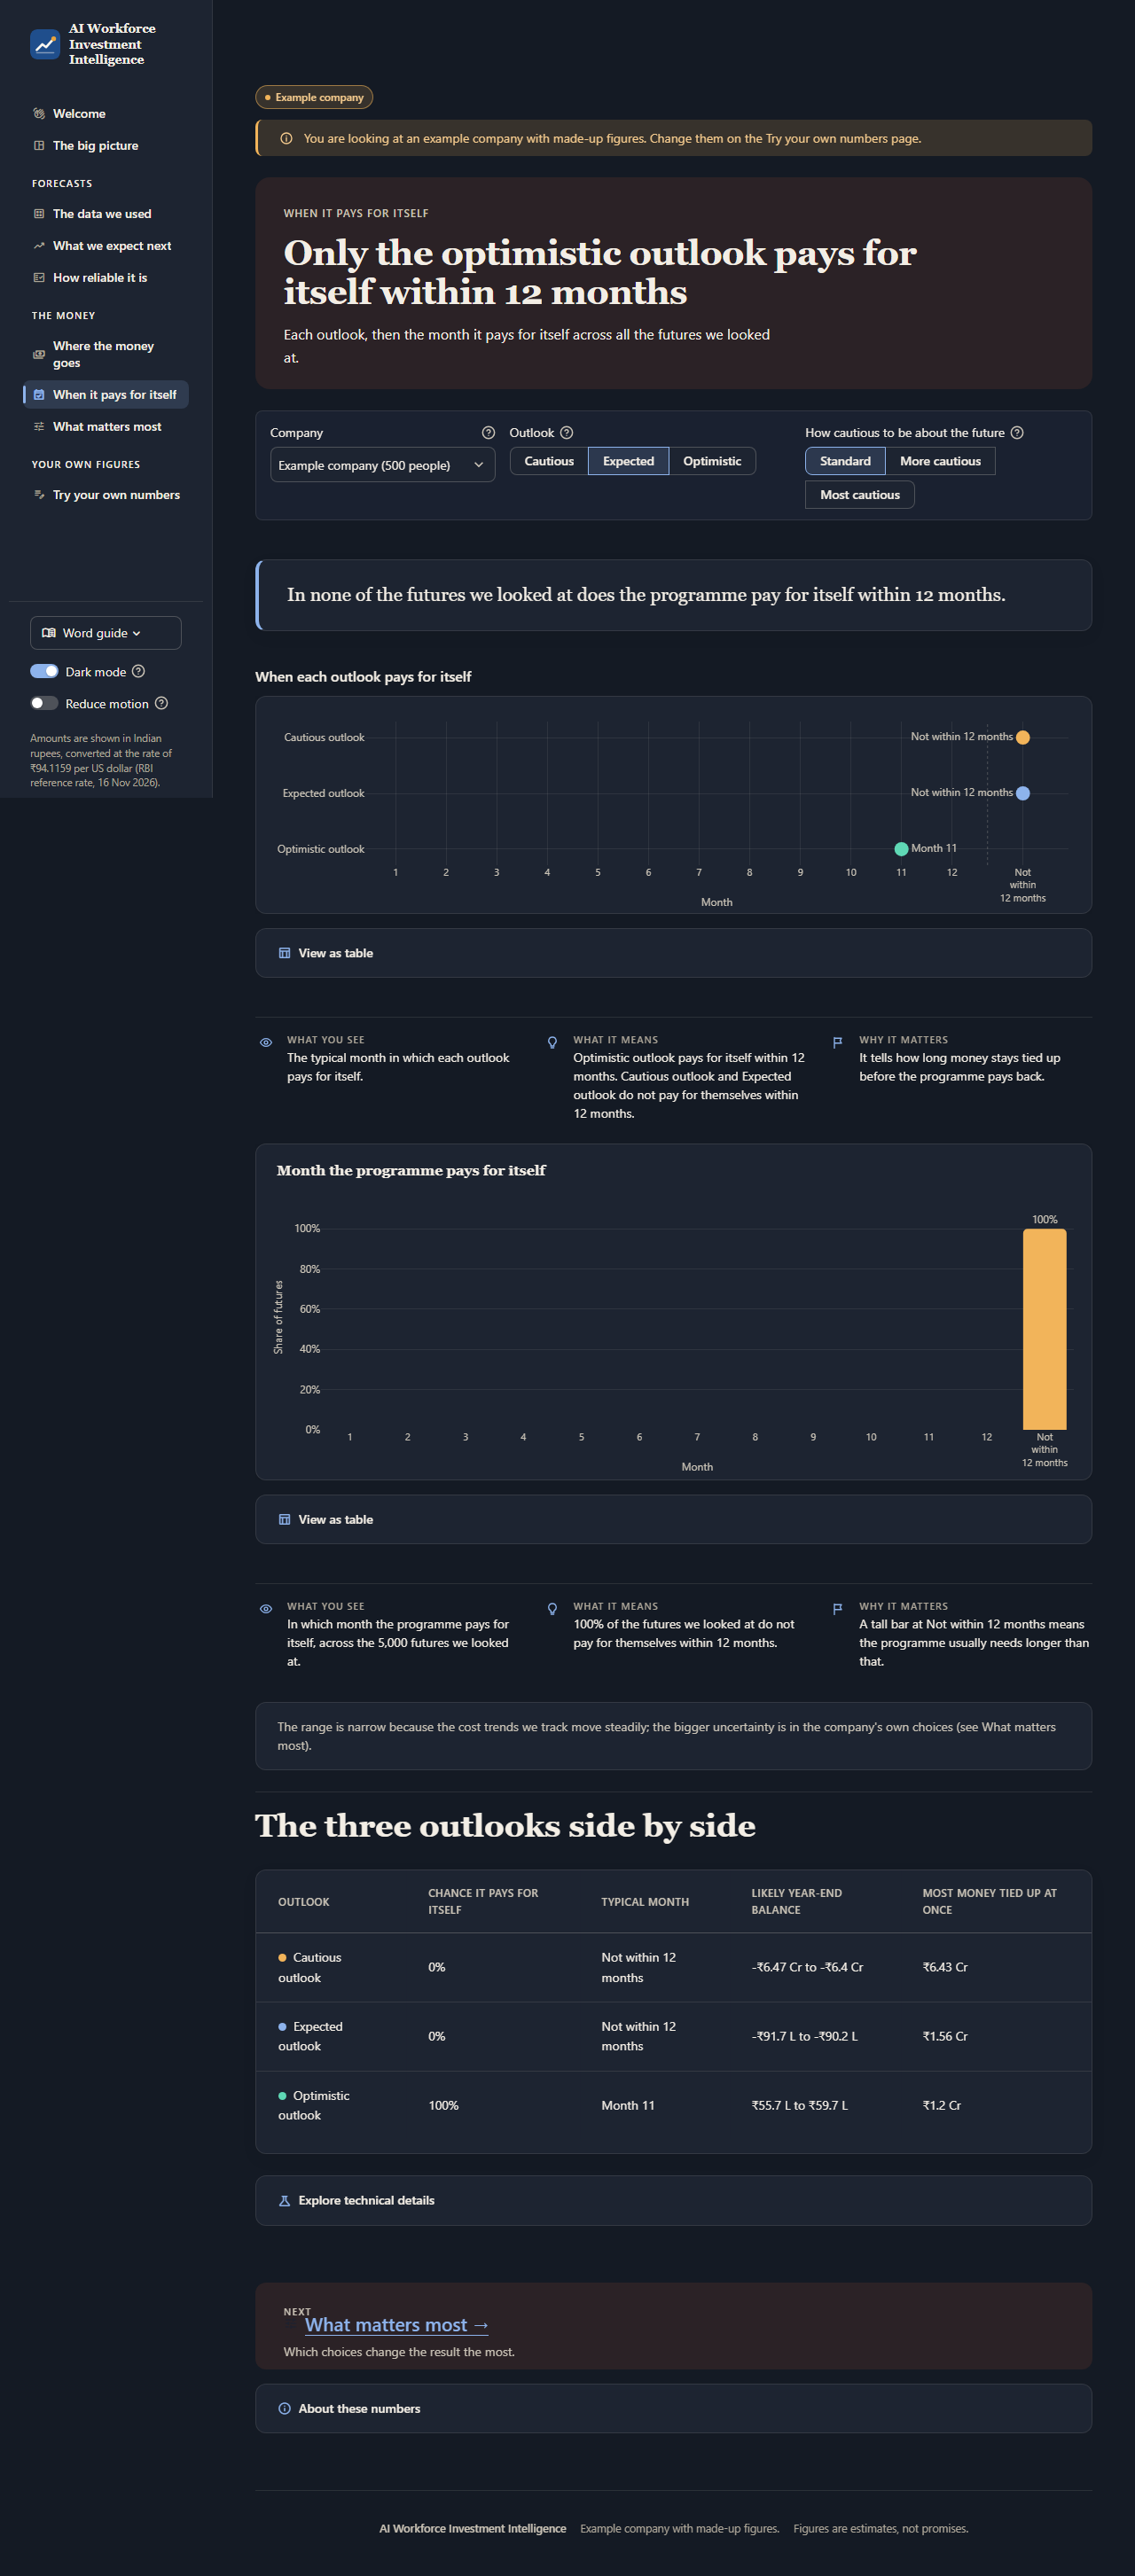 AI Workforce
Investment
Intelligence
Welcome
The big picture
FORECASTS
The data we used
What we expect next
How reliable it is
THE MONEY
Where the money
goes
When it pays for itself
What matters most
YOUR OWN FIGURES
Try your own numbers
Word guide
Dark mode
Reduce motion
Amounts are shown in Indian
rupees, converted at the rate of
₹94.1159 per US dollar (RBI
reference rate, 16 Nov 2026).
Example company
You are looking at an example company with made-up figures. Change them on the Try your own numbers page.
WHEN IT PAYS FOR ITSELF
Only the optimistic outlook pays for
itself within 12 months
Each outlook, then the month it pays for itself across all the futures we looked
at.
Company
Example company (500 people)
Outlook
Cautious Expected Optimistic
How cautious to be about the future
Standard More cautious
Most cautious
In none of the futures we looked at does the programme pay for itself within 12 months.
When each outlook pays for itself
Cautious outlook
Not within 12 months
Expected outlook
Not within 12 months
Optimistic outlook
Month 11
1 2 3 4 5 6 7 8 9 10 11 12 Not
within
12 months
Month
View as table
WHAT YOU SEE
The typical month in which each outlook
pays for itself.
WHAT IT MEANS
Optimistic outlook pays for itself within 12
months. Cautious outlook and Expected
outlook do not pay for themselves within
12 months.
WHY IT MATTERS
It tells how long money stays tied up
before the programme pays back.
Month the programme pays for itself
100%
100%
80%
60%
40%
20%
0%
Share of futures
1 2 3 4 5 6 7 8 9 10 11 12 Not
within
12 months
Month
View as table
WHAT YOU SEE
In which month the programme pays for
itself, across the 5,000 futures we looked
at.
WHAT IT MEANS
100% of the futures we looked at do not
pay for themselves within 12 months.
WHY IT MATTERS
A tall bar at Not within 12 months means
the programme usually needs longer than
that.
The range is narrow because the cost trends we track move steadily; the bigger uncertainty is in the company's own choices (see What matters
most).
The three outlooks side by side
OUTLOOK
CHANCE IT PAYS FOR
ITSELF
TYPICAL MONTH
LIKELY YEAR-END
BALANCE
MOST MONEY TIED UP AT
ONCE
Cautious
outlook
0%
Not within 12
months
-₹6.47 Cr to -₹6.4 Cr
₹6.43 Cr
Expected
outlook
0%
Not within 12
months
-₹91.7 L to -₹90.2 L
₹1.56 Cr
Optimistic
outlook
100%
Month 11
₹55.7 L to ₹59.7 L
₹1.2 Cr
Explore technical details
NEXT
What matters most →
Which choices change the result the most.
About these numbers
AI Workforce Investment Intelligence Example company with made-up figures. Figures are estimates, not promises.